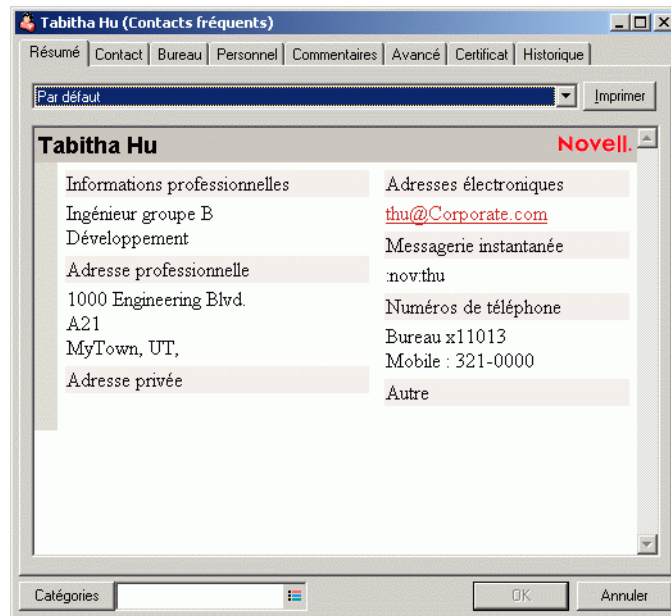 Tabitha Hu (Contacts fréquents)
Résumé Contact Bureau Personnel Commentaires Avancé Certificat Historique
Par défaut Imprimer
Tabitha Hu Novell.
Informations professionnelles
Ingénieur groupe B
Développement
Adresse professionnelle
1000 Engineering Blvd.
A21
MyTown, UT,
Adresse privée
Adresses électroniques
thu@Corporate.com
Messagerie instantanée
:nov:thu
Numéros de téléphone
Bureau x11013
Mobile : 321-0000
Autre
Catégories OK Annuler